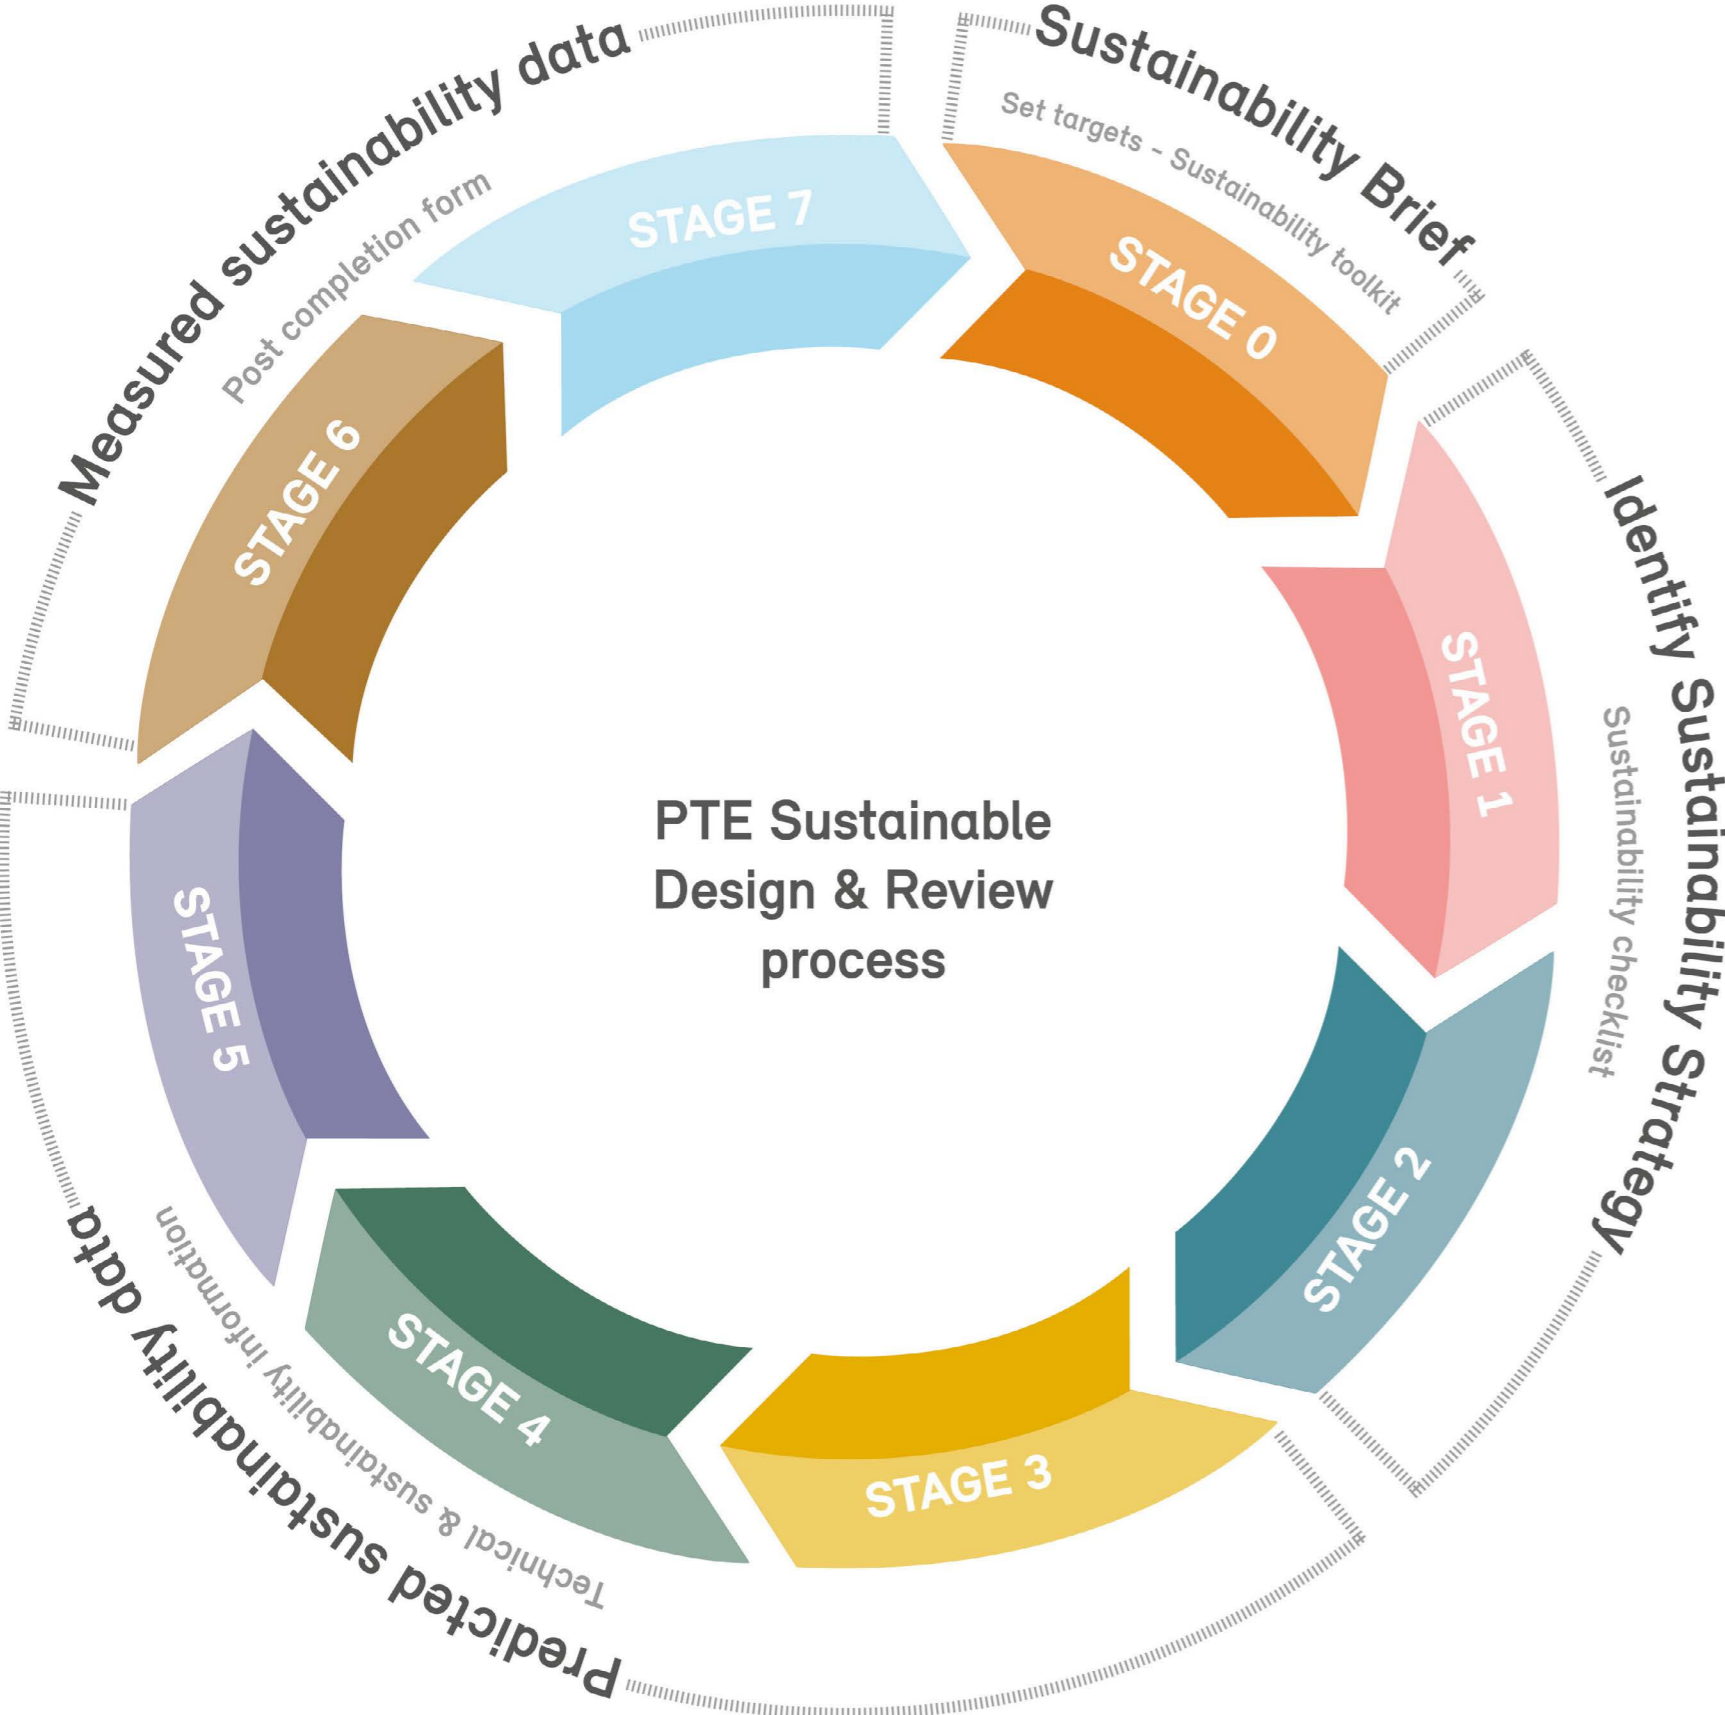 PTE Sustainable
Design & Review
process
Sustainability Brief
Set targets - Sustainability toolkit
STAGE 0
Identify Sustainability Strategy
Sustainability checklist
STAGE 1
STAGE 2
Predicted sustainability data
Technical & sustainability information
STAGE 3
STAGE 4
STAGE 5
Measured sustainability data
Post completion form
STAGE 6
STAGE 7